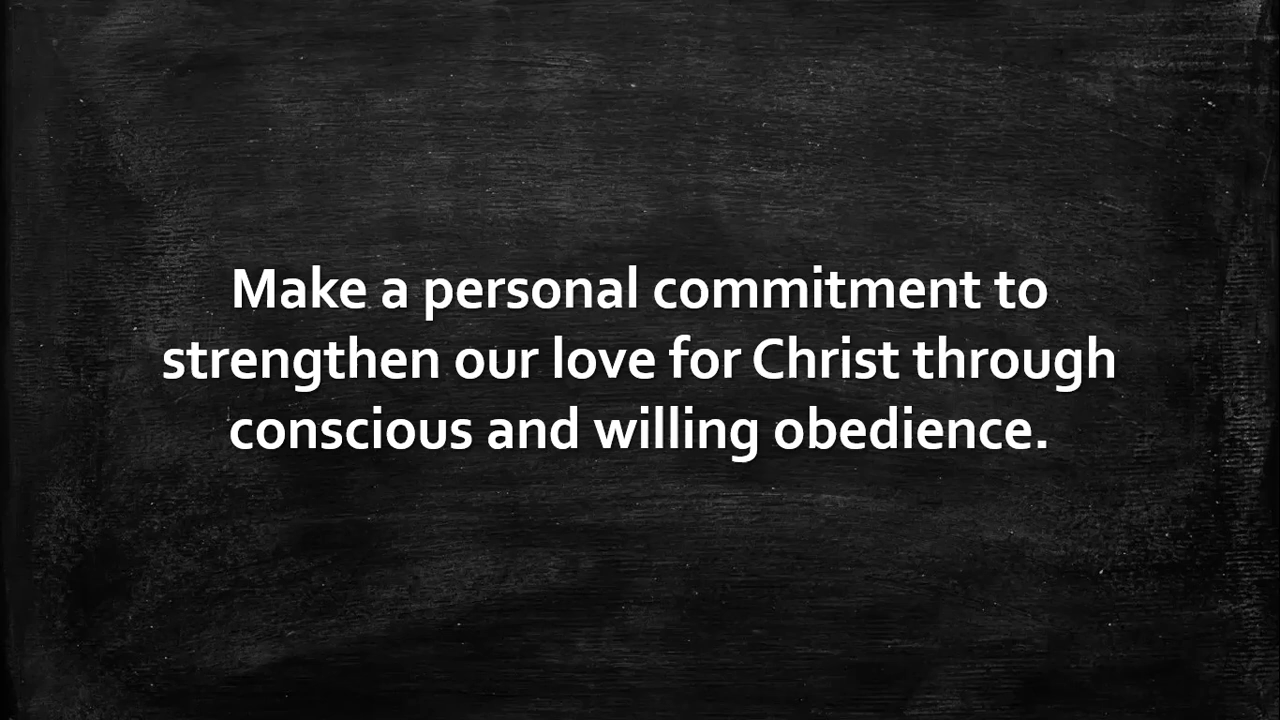 Make a personal commitment to
strengthen our love for Christ through
conscious and willing obedience.